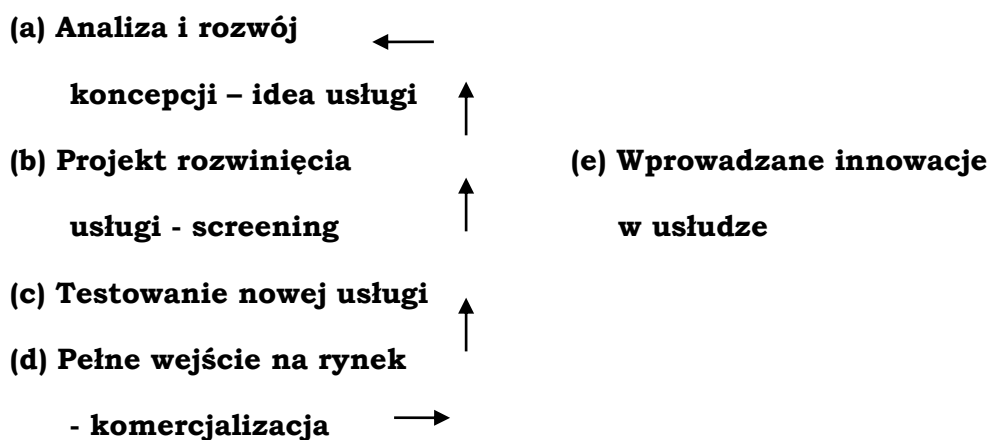 (a) Analiza i rozwój
koncepcji – idea usługi
(b) Projekt rozwinięcia
usługi - screening
(c) Testowanie nowej usługi
(d) Pełne wejście na rynek
- komercjalizacja
(e) Wprowadzane innowacje
w usłudze